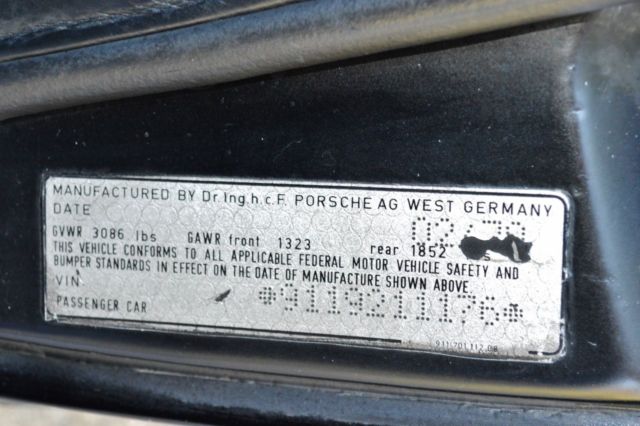 MANUFACTURED BY Dr.Ing.h.c.F. PORSCHE AG WEST GERMANY
DATE
GVWR 3086 lbs GAWR front 1323 rear 1852
THIS VEHICLE CONFORMS TO ALL APPLICABLE FEDERAL MOTOR VEHICLE SAFETY AND
BUMPER STANDARDS IN EFFECT ON THE DATE OF MANUFACTURE SHOWN ABOVE.
VIN *9119211176*
PASSENGER CAR